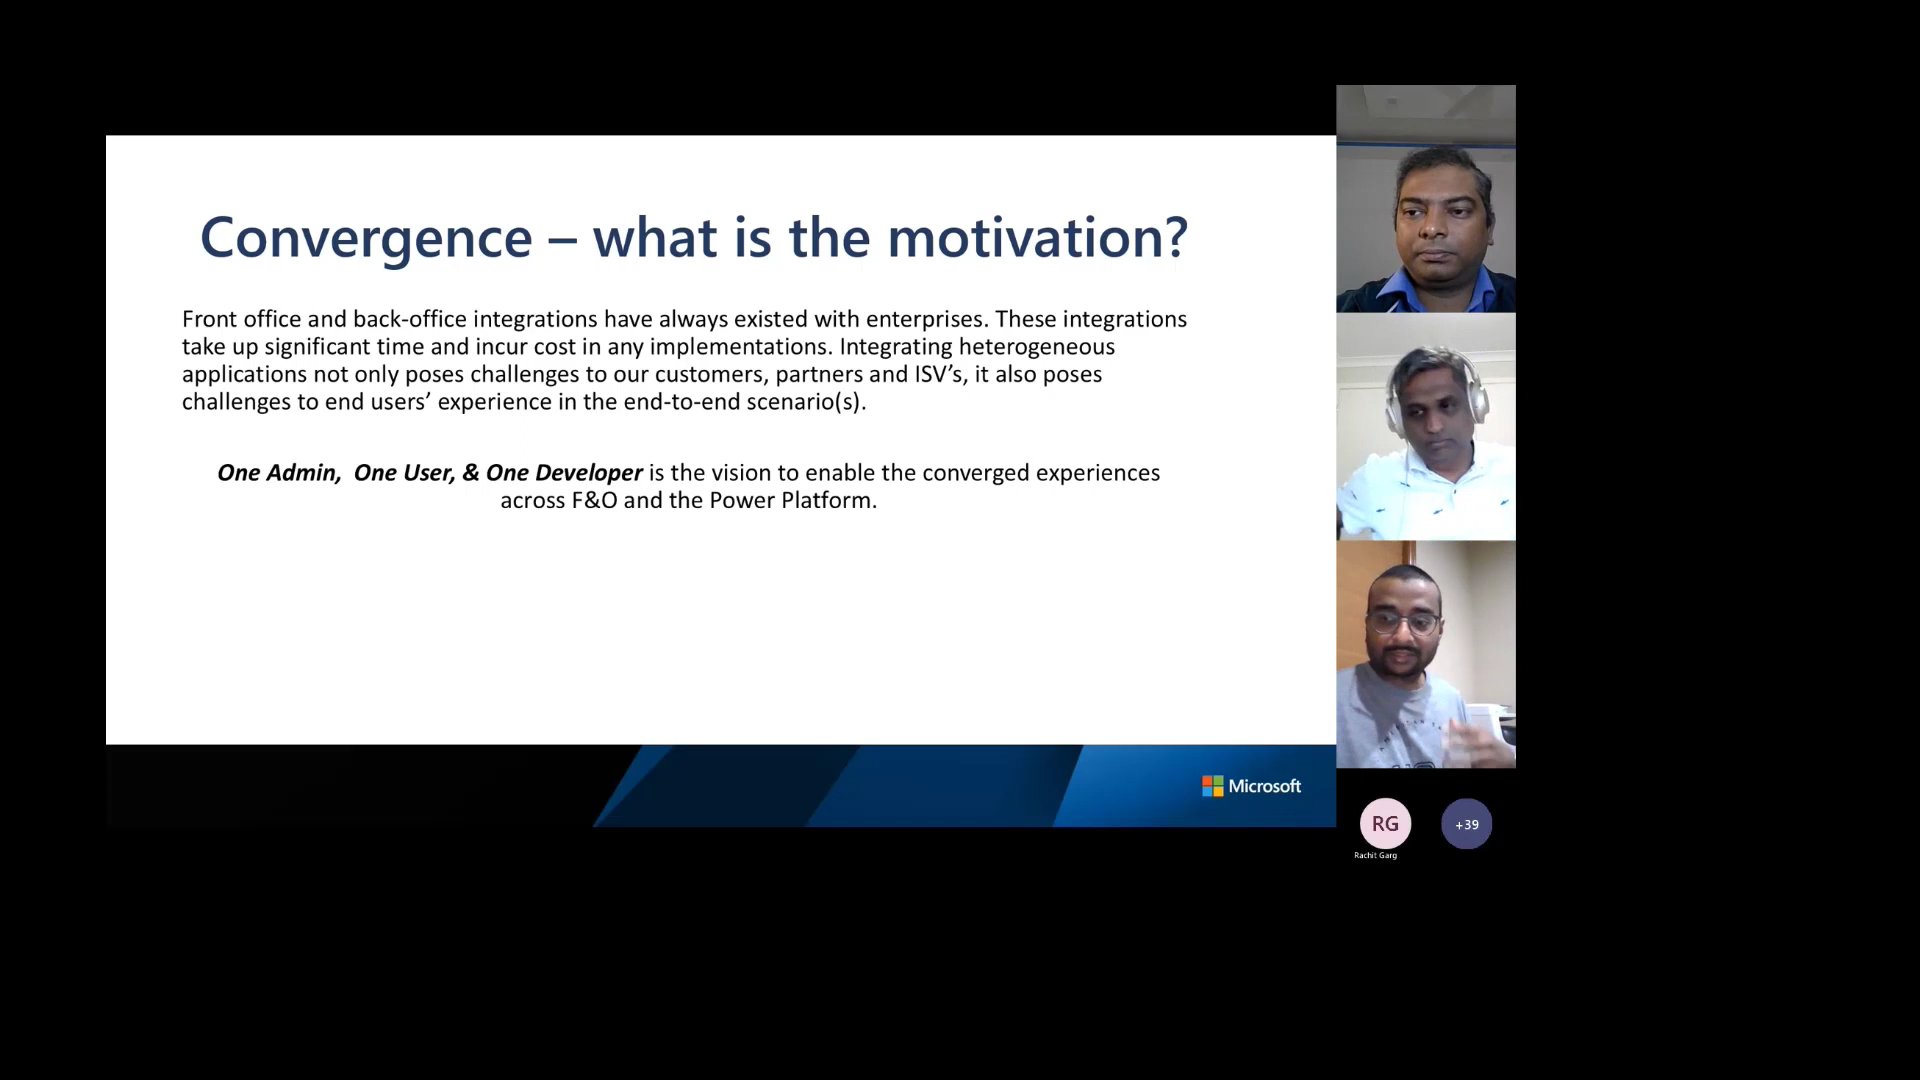 Convergence – what is the motivation?
Front office and back-office integrations have always existed with enterprises. These integrations
take up significant time and incur cost in any implementations. Integrating heterogeneous
applications not only poses challenges to our customers, partners and ISV’s, it also poses
challenges to end users’ experience in the end-to-end scenario(s).
One Admin,  One User, & One Developer is the vision to enable the converged experiences
across F&O and the Power Platform.
Microsoft
RG
+39
Rachit Garg